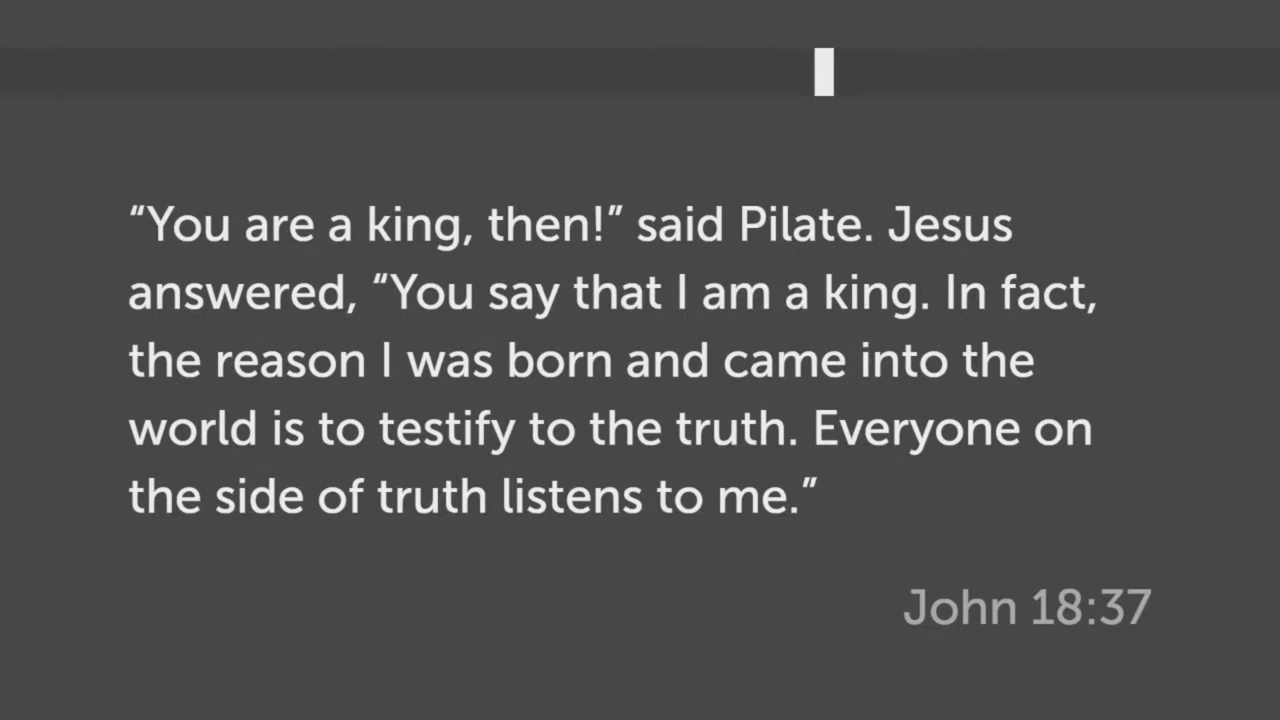 “You are a king, then!” said Pilate. Jesus
answered, “You say that I am a king. In fact,
the reason I was born and came into the
world is to testify to the truth. Everyone on
the side of truth listens to me.”
John 18:37